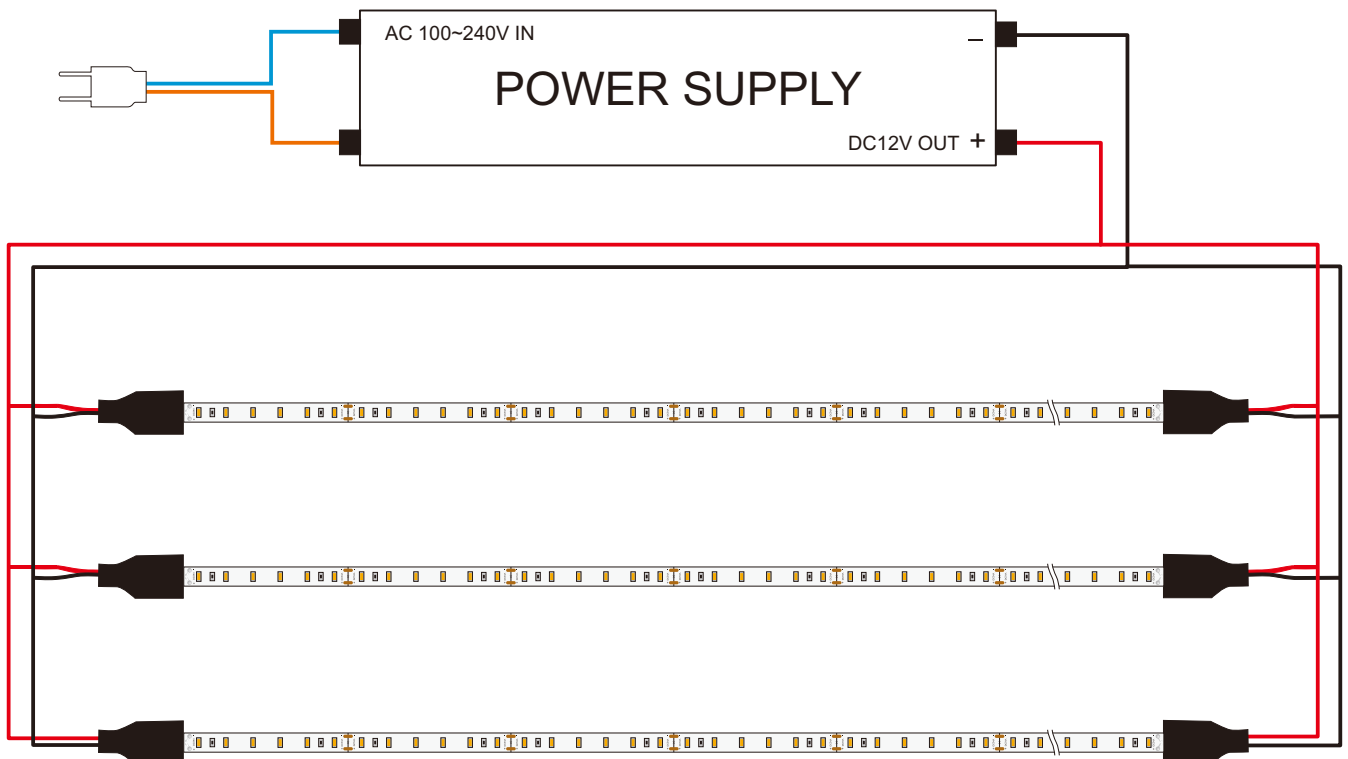 AC 100~240V IN
–
POWER SUPPLY
DC12V OUT +